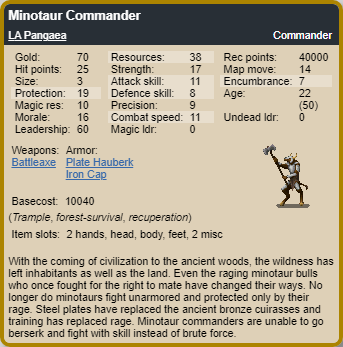 Minotaur Commander
LA Pangaea Commander
Gold: 70 Resources: 38 Rec points: 40000
Hit points: 25 Strength: 17 Map move: 14
Size: 3 Attack skill: 11 Encumbrance: 7
Protection: 19 Defence skill: 8 Age: 22
Magic res: 10 Precision: 9 (50)
Morale: 16 Combat speed: 11 Undead ldr: 0
Leadership: 60 Magic ldr: 0
Weapons: Armor:
Battleaxe Plate Hauberk
Iron Cap
Basecost: 10040
(Trample, forest-survival, recuperation)
Item slots: 2 hands, head, body, feet, 2 misc
With the coming of civilization to the ancient woods, the wildness has
left inhabitants as well as the land. Even the raging minotaur bulls
who once fought for the right to mate have changed their ways. No
longer do minotaurs fight unarmored and protected only by their
rage. Steel plates have replaced the ancient bronze cuirasses and
training has replaced rage. Minotaur commanders are unable to go
berserk and fight with skill instead of brute force.